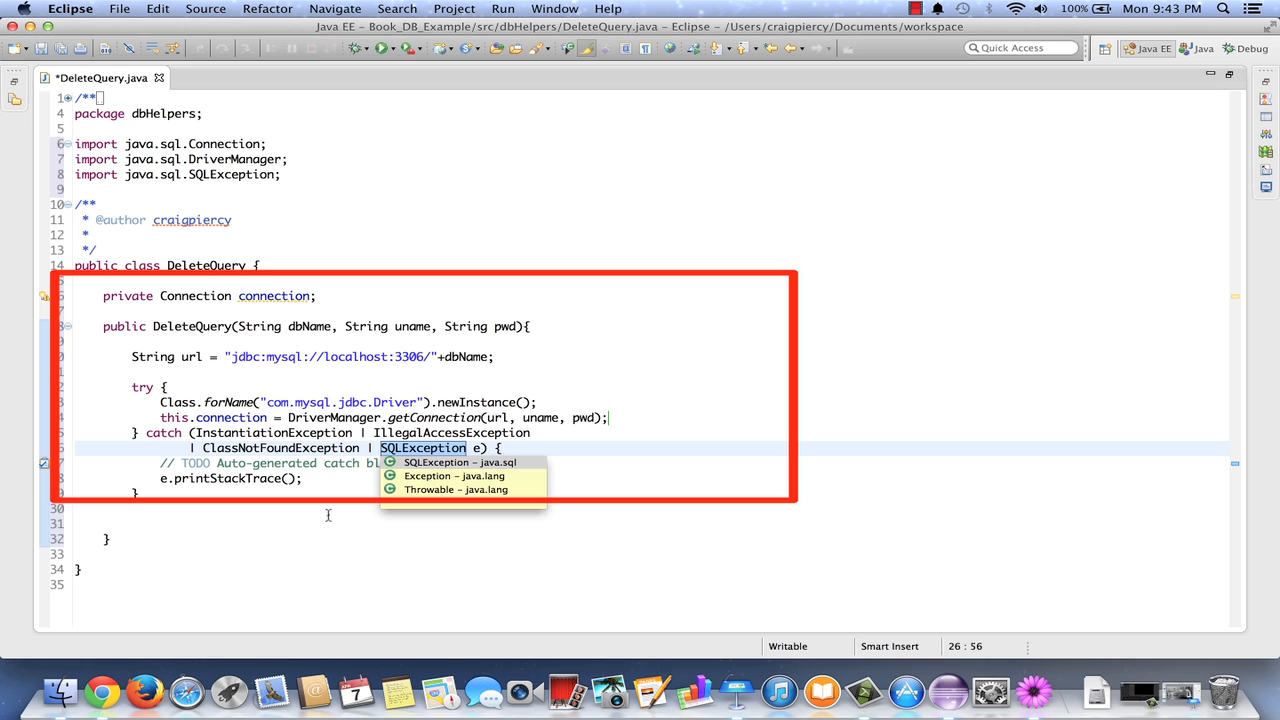 Eclipse File Edit Source Refactor Navigate Search Project Run Window Help 100% Mon 9:43 PM
Java EE – Book_DB_Example/src/dbHelpers/DeleteQuery.java – Eclipse – /Users/craigpiercy/Documents/workspace
Quick Access Java EE Java Debug
*DeleteQuery.java
1 /**
4 package dbHelpers;
5
6 import java.sql.Connection;
7 import java.sql.DriverManager;
8 import java.sql.SQLException;
9
10 /**
11 * @author craigpiercy
12 *
13 */
14 public class DeleteQuery {
private Connection connection;
public DeleteQuery(String dbName, String uname, String pwd){
String url = "jdbc:mysql://localhost:3306/"+dbName;
try {
Class.forName("com.mysql.jdbc.Driver").newInstance();
this.connection = DriverManager.getConnection(url, uname, pwd);
} catch (InstantiationException | IllegalAccessException
| ClassNotFoundException | SQLException e) {
// TODO Auto-generated catch bl
SQLException – java.sql
Exception – java.lang
e.printStackTrace();
Throwable – java.lang
}
30
31
32 }
33
34 }
35
Writable Smart Insert 26 : 56